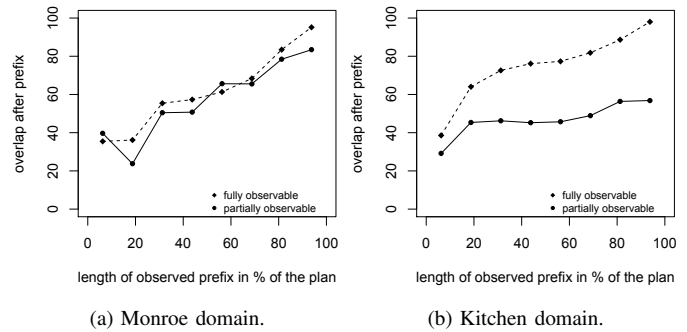 overlap after prefix
100
80
60
40
20
0
fully observable
partially observable
0 20 40 60 80 100
length of observed prefix in % of the plan
(a) Monroe domain.
overlap after prefix
100
80
60
40
20
0
fully observable
partially observable
0 20 40 60 80 100
length of observed prefix in % of the plan
(b) Kitchen domain.